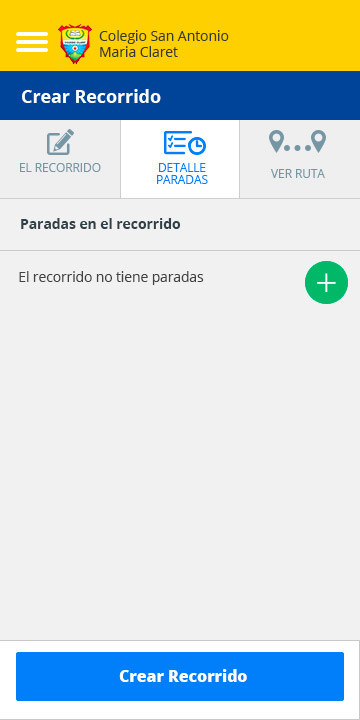 Colegio San Antonio
Maria Claret
Crear Recorrido
EL RECORRIDO
DETALLE
PARADAS
VER RUTA
Paradas en el recorrido
El recorrido no tiene paradas
Crear Recorrido